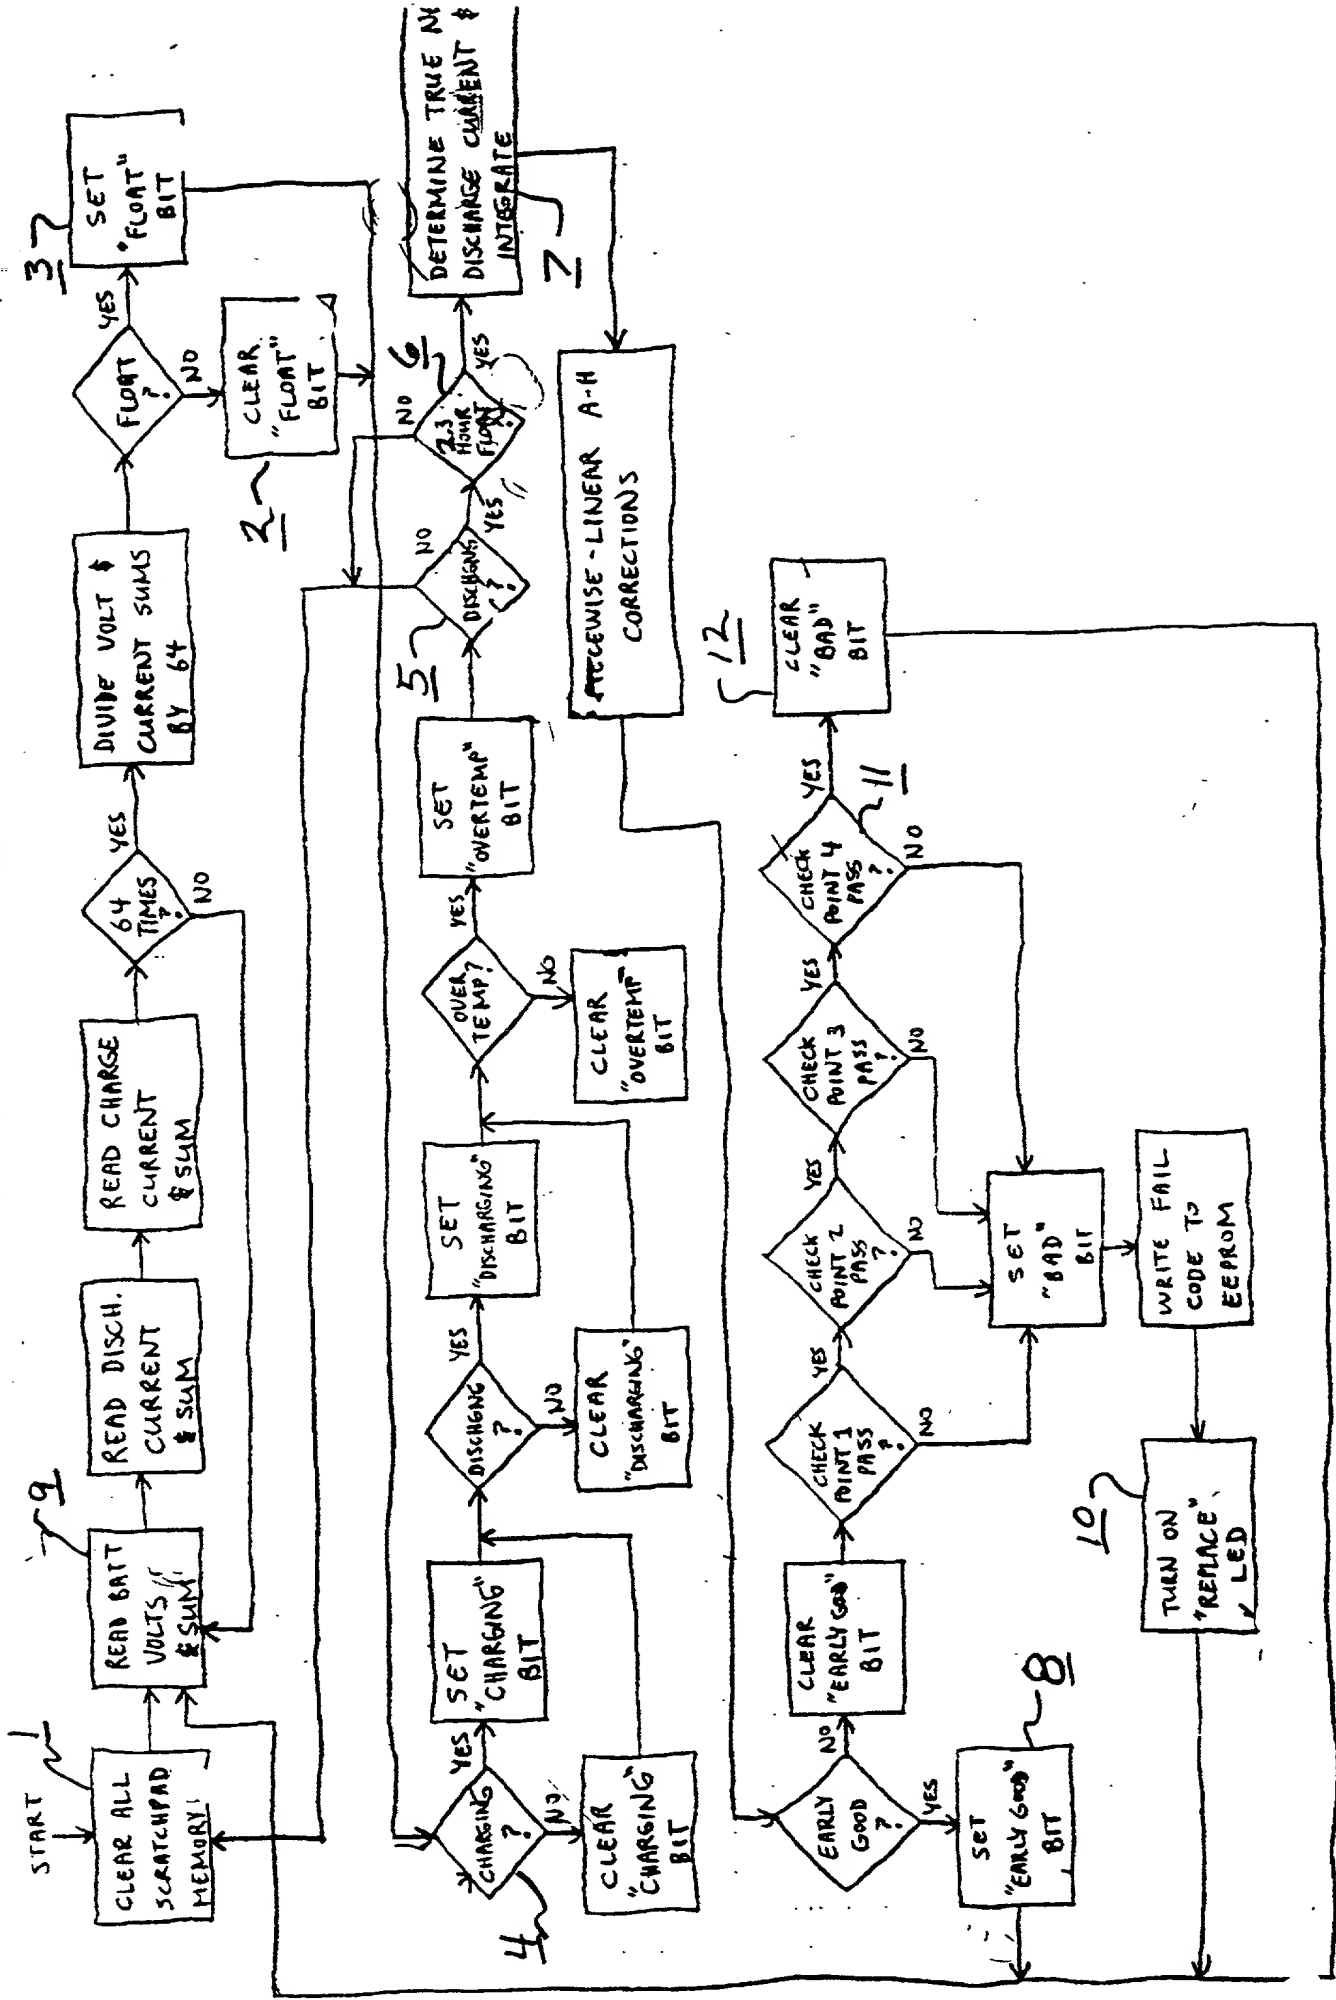 START
1
CLEAR ALL
SCRATCHPAD
MEMORY
9
READ BATT
VOLTS
& SUM
READ DISCH.
CURRENT
& SUM
READ CHARGE
CURRENT
& SUM
64
TIMES
?
YES
NO
DIVIDE VOLT &
CURRENT SUMS
BY 64
FLOAT
?
YES
NO
3
SET
"FLOAT"
BIT
2
CLEAR
"FLOAT"
BIT
4
CHARGING
?
YES
NO
SET
"CHARGING"
BIT
CLEAR
"CHARGING"
BIT
DISCHGNG
?
YES
NO
SET
"DISCHARGING"
BIT
CLEAR
"DISCHARGING"
BIT
OVER
TEMP?
YES
NO
SET
"OVERTEMP"
BIT
CLEAR
"OVERTEMP"
BIT
5
DISCHGNG
?
NO
YES
6
23
HOUR
FLOAT
?
NO
YES
DETERMINE TRUE
DISCHARGE CURRENT &
INTEGRATE
7
PIECEWISE-LINEAR A-H
CORRECTIONS
EARLY
GOOD
?
NO
YES
CLEAR
"EARLY GOOD"
BIT
SET
"EARLY GOOD"
BIT
8
CHECK
POINT 1
PASS
?
YES
NO
CHECK
POINT 2
PASS
?
YES
NO
CHECK
POINT 3
PASS
?
YES
NO
CHECK
POINT 4
PASS
?
YES
NO
11
12
CLEAR
"BAD"
BIT
SET
"BAD"
BIT
WRITE FAIL
CODE TO
EEPROM
10
TURN ON
"REPLACE"
LED